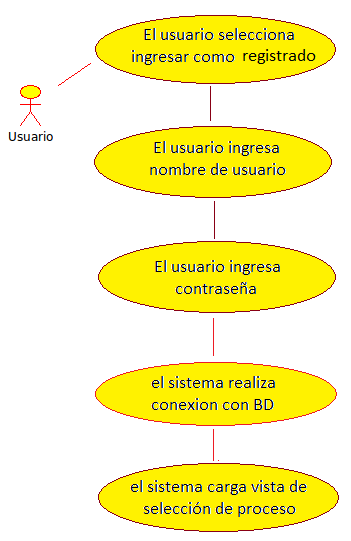 El usuario selecciona
ingresar como registrado
Usuario
El usuario ingresa
nombre de usuario
El usuario ingresa
contraseña
el sistema realiza
conexion con BD
el sistema carga vista de
selección de proceso